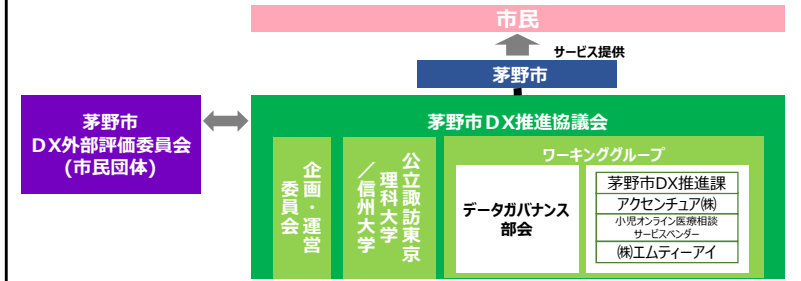 市民
サービス提供
茅野市
茅野市
DX外部評価委員会
(市民団体)
茅野市DX推進協議会
企画・運営
委員会
公立諏訪東京
理科大学
／信州大学
ワーキンググループ
データガバナンス
部会
茅野市DX推進課
アクセンチュア㈱
小児オンライン医療相談
サービスベンダー
㈱エムティーアイ